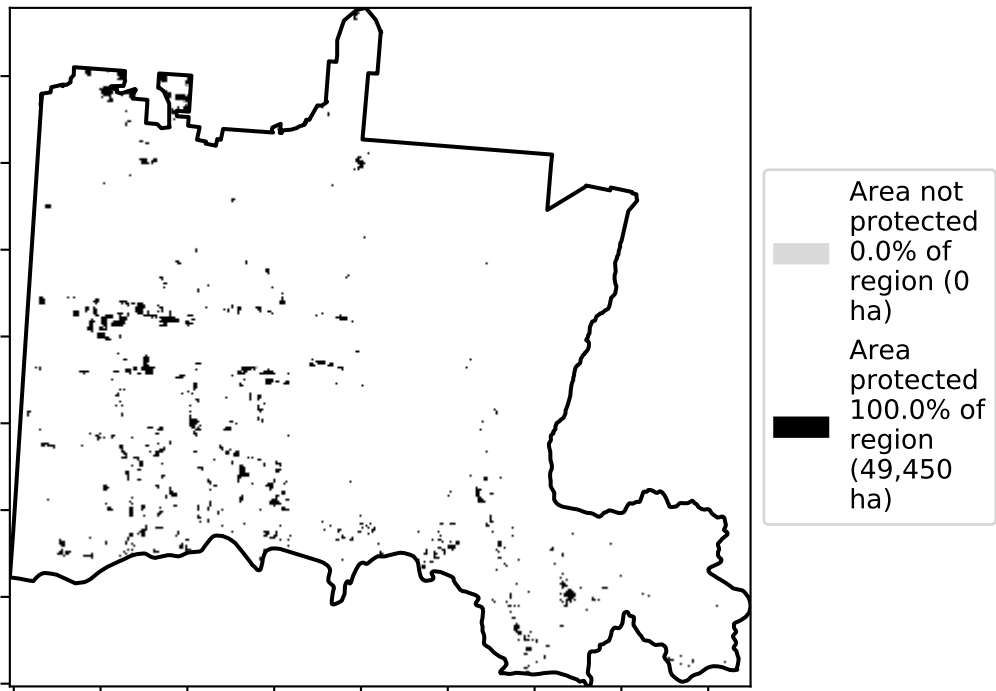 Area not
protected
0.0% of
region (0
ha)
Area
protected
100.0% of
region
(49,450
ha)